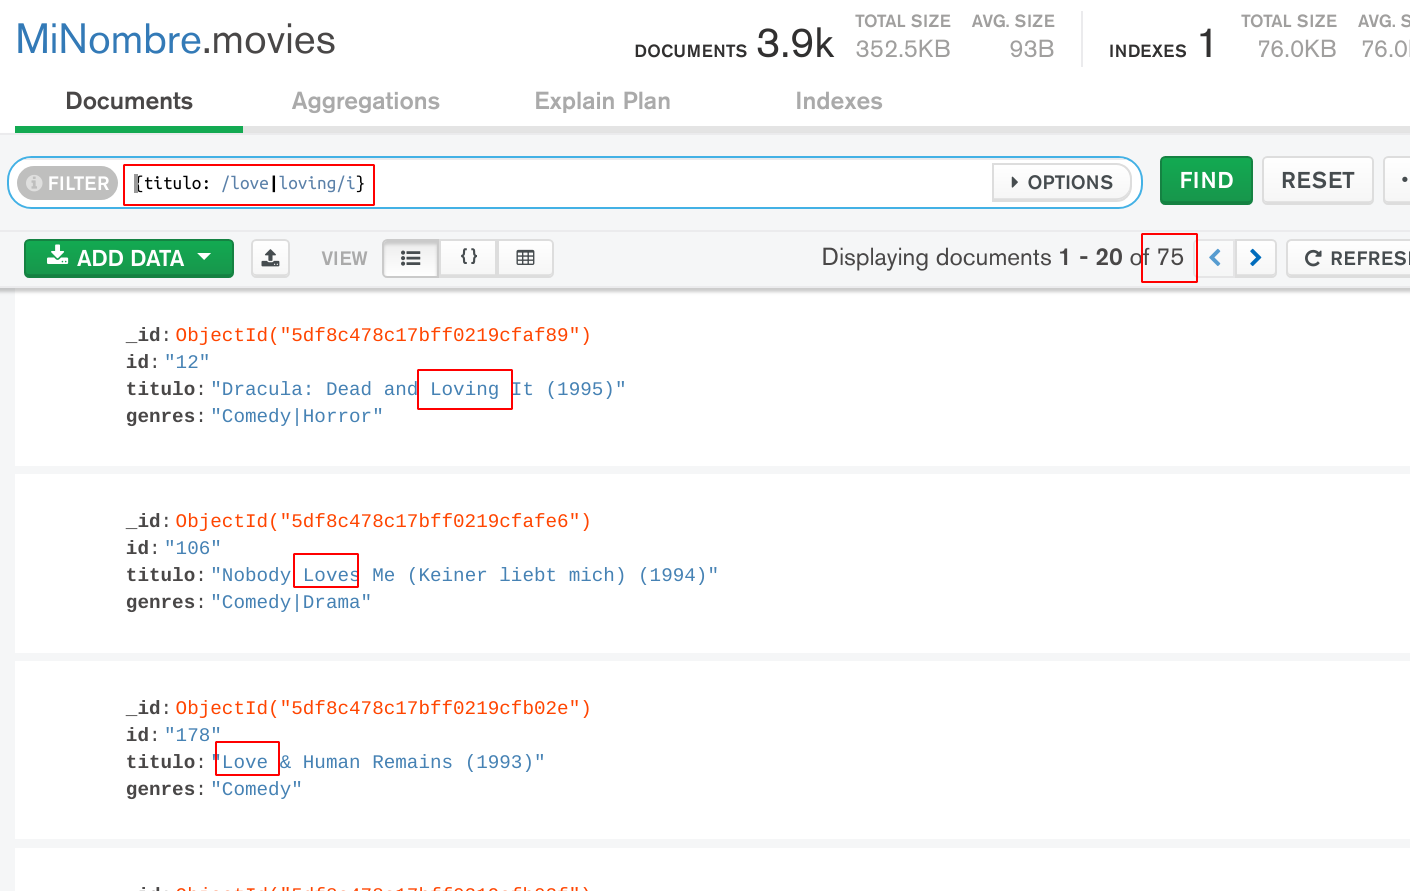 MiNombre.movies
DOCUMENTS 3.9k TOTAL SIZE 352.5KB AVG. SIZE 93B INDEXES 1 TOTAL SIZE 76.0KB AVG. S 76.0
Documents Aggregations Explain Plan Indexes
FILTER {titulo: /love|loving/i} OPTIONS FIND RESET
ADD DATA VIEW {} Displaying documents 1 - 20 of 75 REFRES
_id: ObjectId("5df8c478c17bff0219cfaf89")
id: "12"
titulo: "Dracula: Dead and Loving It (1995)"
genres: "Comedy|Horror"
_id: ObjectId("5df8c478c17bff0219cfafe6")
id: "106"
titulo: "Nobody Loves Me (Keiner liebt mich) (1994)"
genres: "Comedy|Drama"
_id: ObjectId("5df8c478c17bff0219cfb02e")
id: "178"
titulo: "Love & Human Remains (1993)"
genres: "Comedy"